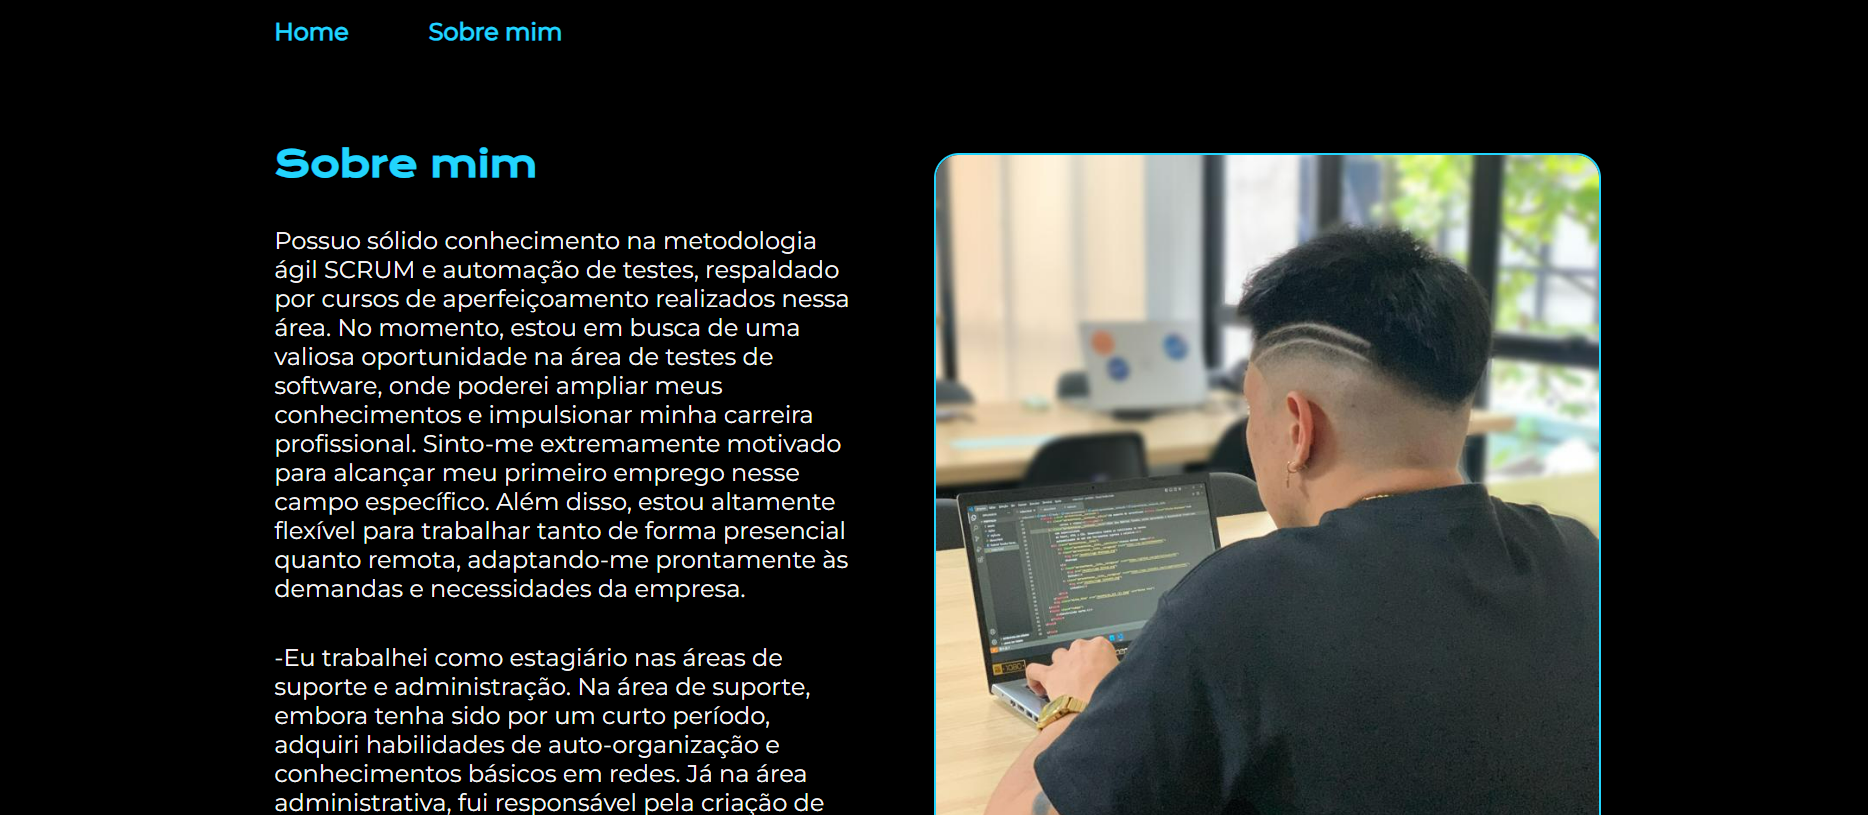 Home
Sobre mim
Sobre mim
Possuo sólido conhecimento na metodologia
ágil SCRUM e automação de testes, respaldado
por cursos de aperfeiçoamento realizados nessa
área. No momento, estou em busca de uma
valiosa oportunidade na área de testes de
software, onde poderei ampliar meus
conhecimentos e impulsionar minha carreira
profissional. Sinto-me extremamente motivado
para alcançar meu primeiro emprego nesse
campo específico. Além disso, estou altamente
flexível para trabalhar tanto de forma presencial
quanto remota, adaptando-me prontamente às
demandas e necessidades da empresa.
-Eu trabalhei como estagiário nas áreas de
suporte e administração. Na área de suporte,
embora tenha sido por um curto período,
adquiri habilidades de auto-organização e
conhecimentos básicos em redes. Já na área
administrativa, fui responsável pela criação de